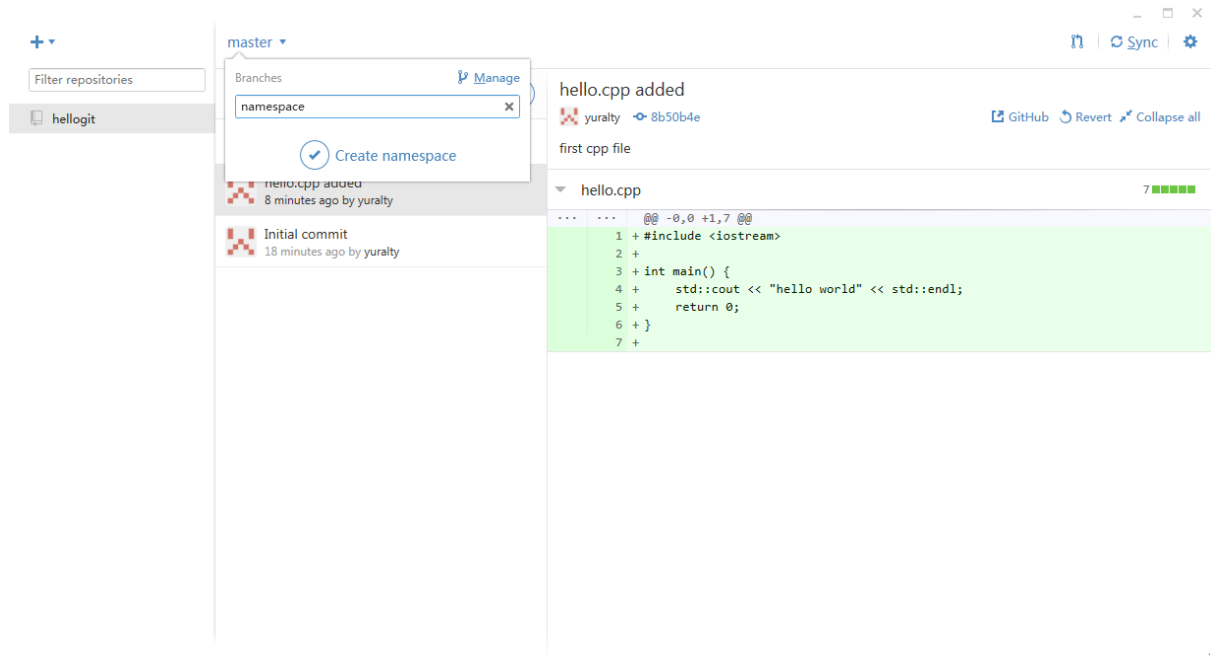 master
Sync
Filter repositories
hellogit
Branches
Manage
namespace
Create namespace
hello.cpp added
8 minutes ago by yuralty
Initial commit
18 minutes ago by yuralty
hello.cpp added
yuralty 8b50b4e
GitHub Revert Collapse all
first cpp file
hello.cpp 7
... ... @@ -0,0 +1,7 @@
1 + #include <iostream>
2 +
3 + int main() {
4 +     std::cout << "hello world" << std::endl;
5 +     return 0;
6 + }
7 +